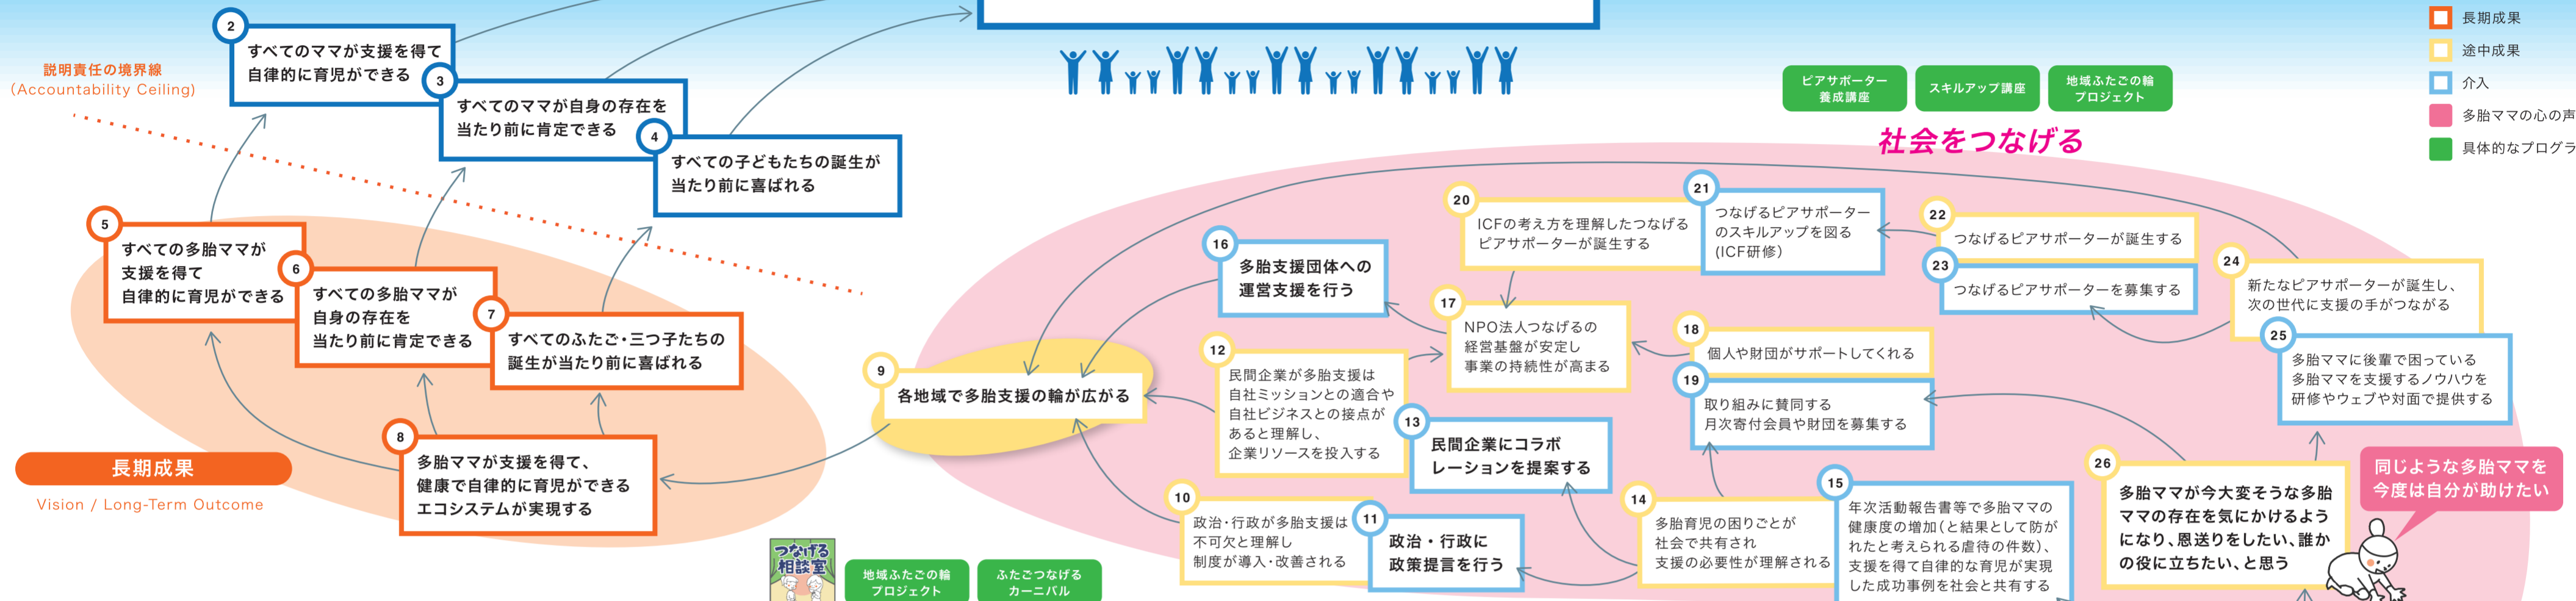 2
すべてのママが支援を得て
自律的に育児ができる
3
すべてのママが自身の存在を
当たり前に肯定できる
4
すべての子どもたちの誕生が
当たり前に喜ばれる
説明責任の境界線
(Accountability Ceiling)
5
すべての多胎ママが
支援を得て
自律的に育児ができる
6
すべての多胎ママが
自身の存在を
当たり前に肯定できる
7
すべてのふたご・三つ子たちの
誕生が当たり前に喜ばれる
8
多胎ママが支援を得て、
健康で自律的に育児ができる
エコシステムが実現する
長期成果
Vision / Long-Term Outcome
つなげる
相談室
地域ふたごの輪
プロジェクト
ふたごつなげる
カーニバル
9
各地域で多胎支援の輪が広がる
10
政治・行政が多胎支援は
不可欠と理解し
制度が導入・改善される
11
政治・行政に
政策提言を行う
12
民間企業が多胎支援は
自社ミッションとの適合や
自社ビジネスとの接点が
あると理解し、
企業リソースを投入する
13
民間企業にコラボ
レーションを提案する
14
多胎育児の困りごとが
社会で共有され
支援の必要性が理解される
15
年次活動報告書等で多胎ママの
健康度の増加(と結果として防が
れたと考えられる虐待の件数)、
支援を得て自律的な育児が実現
した成功事例を社会と共有する
16
多胎支援団体への
運営支援を行う
17
NPO法人つなげるの
経営基盤が安定し
事業の持続性が高まる
18
個人や財団がサポートしてくれる
19
取り組みに賛同する
月次寄付会員や財団を募集する
20
ICFの考え方を理解したつなげる
ピアサポーターが誕生する
21
つなげるピアサポーター
のスキルアップを図る
(ICF研修)
22
つなげるピアサポーターが誕生する
23
つなげるピアサポーターを募集する
24
新たなピアサポーターが誕生し、
次の世代に支援の手がつながる
25
多胎ママに後輩で困っている
多胎ママを支援するノウハウを
研修やウェブや対面で提供する
26
多胎ママが今大変そうな多胎
ママの存在を気にかけるよう
になり、恩送りをしたい、誰か
の役に立ちたい、と思う
同じような多胎ママを
今度は自分が助けたい
社会をつなげる
ピアサポーター
養成講座
スキルアップ講座
地域ふたごの輪
プロジェクト
長期成果
途中成果
介入
多胎ママの心の声
具体的なプログラ